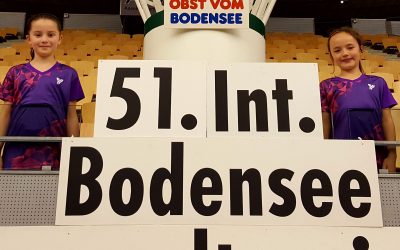 OBST VOM
BODENSEE
51. Int.
Bodensee